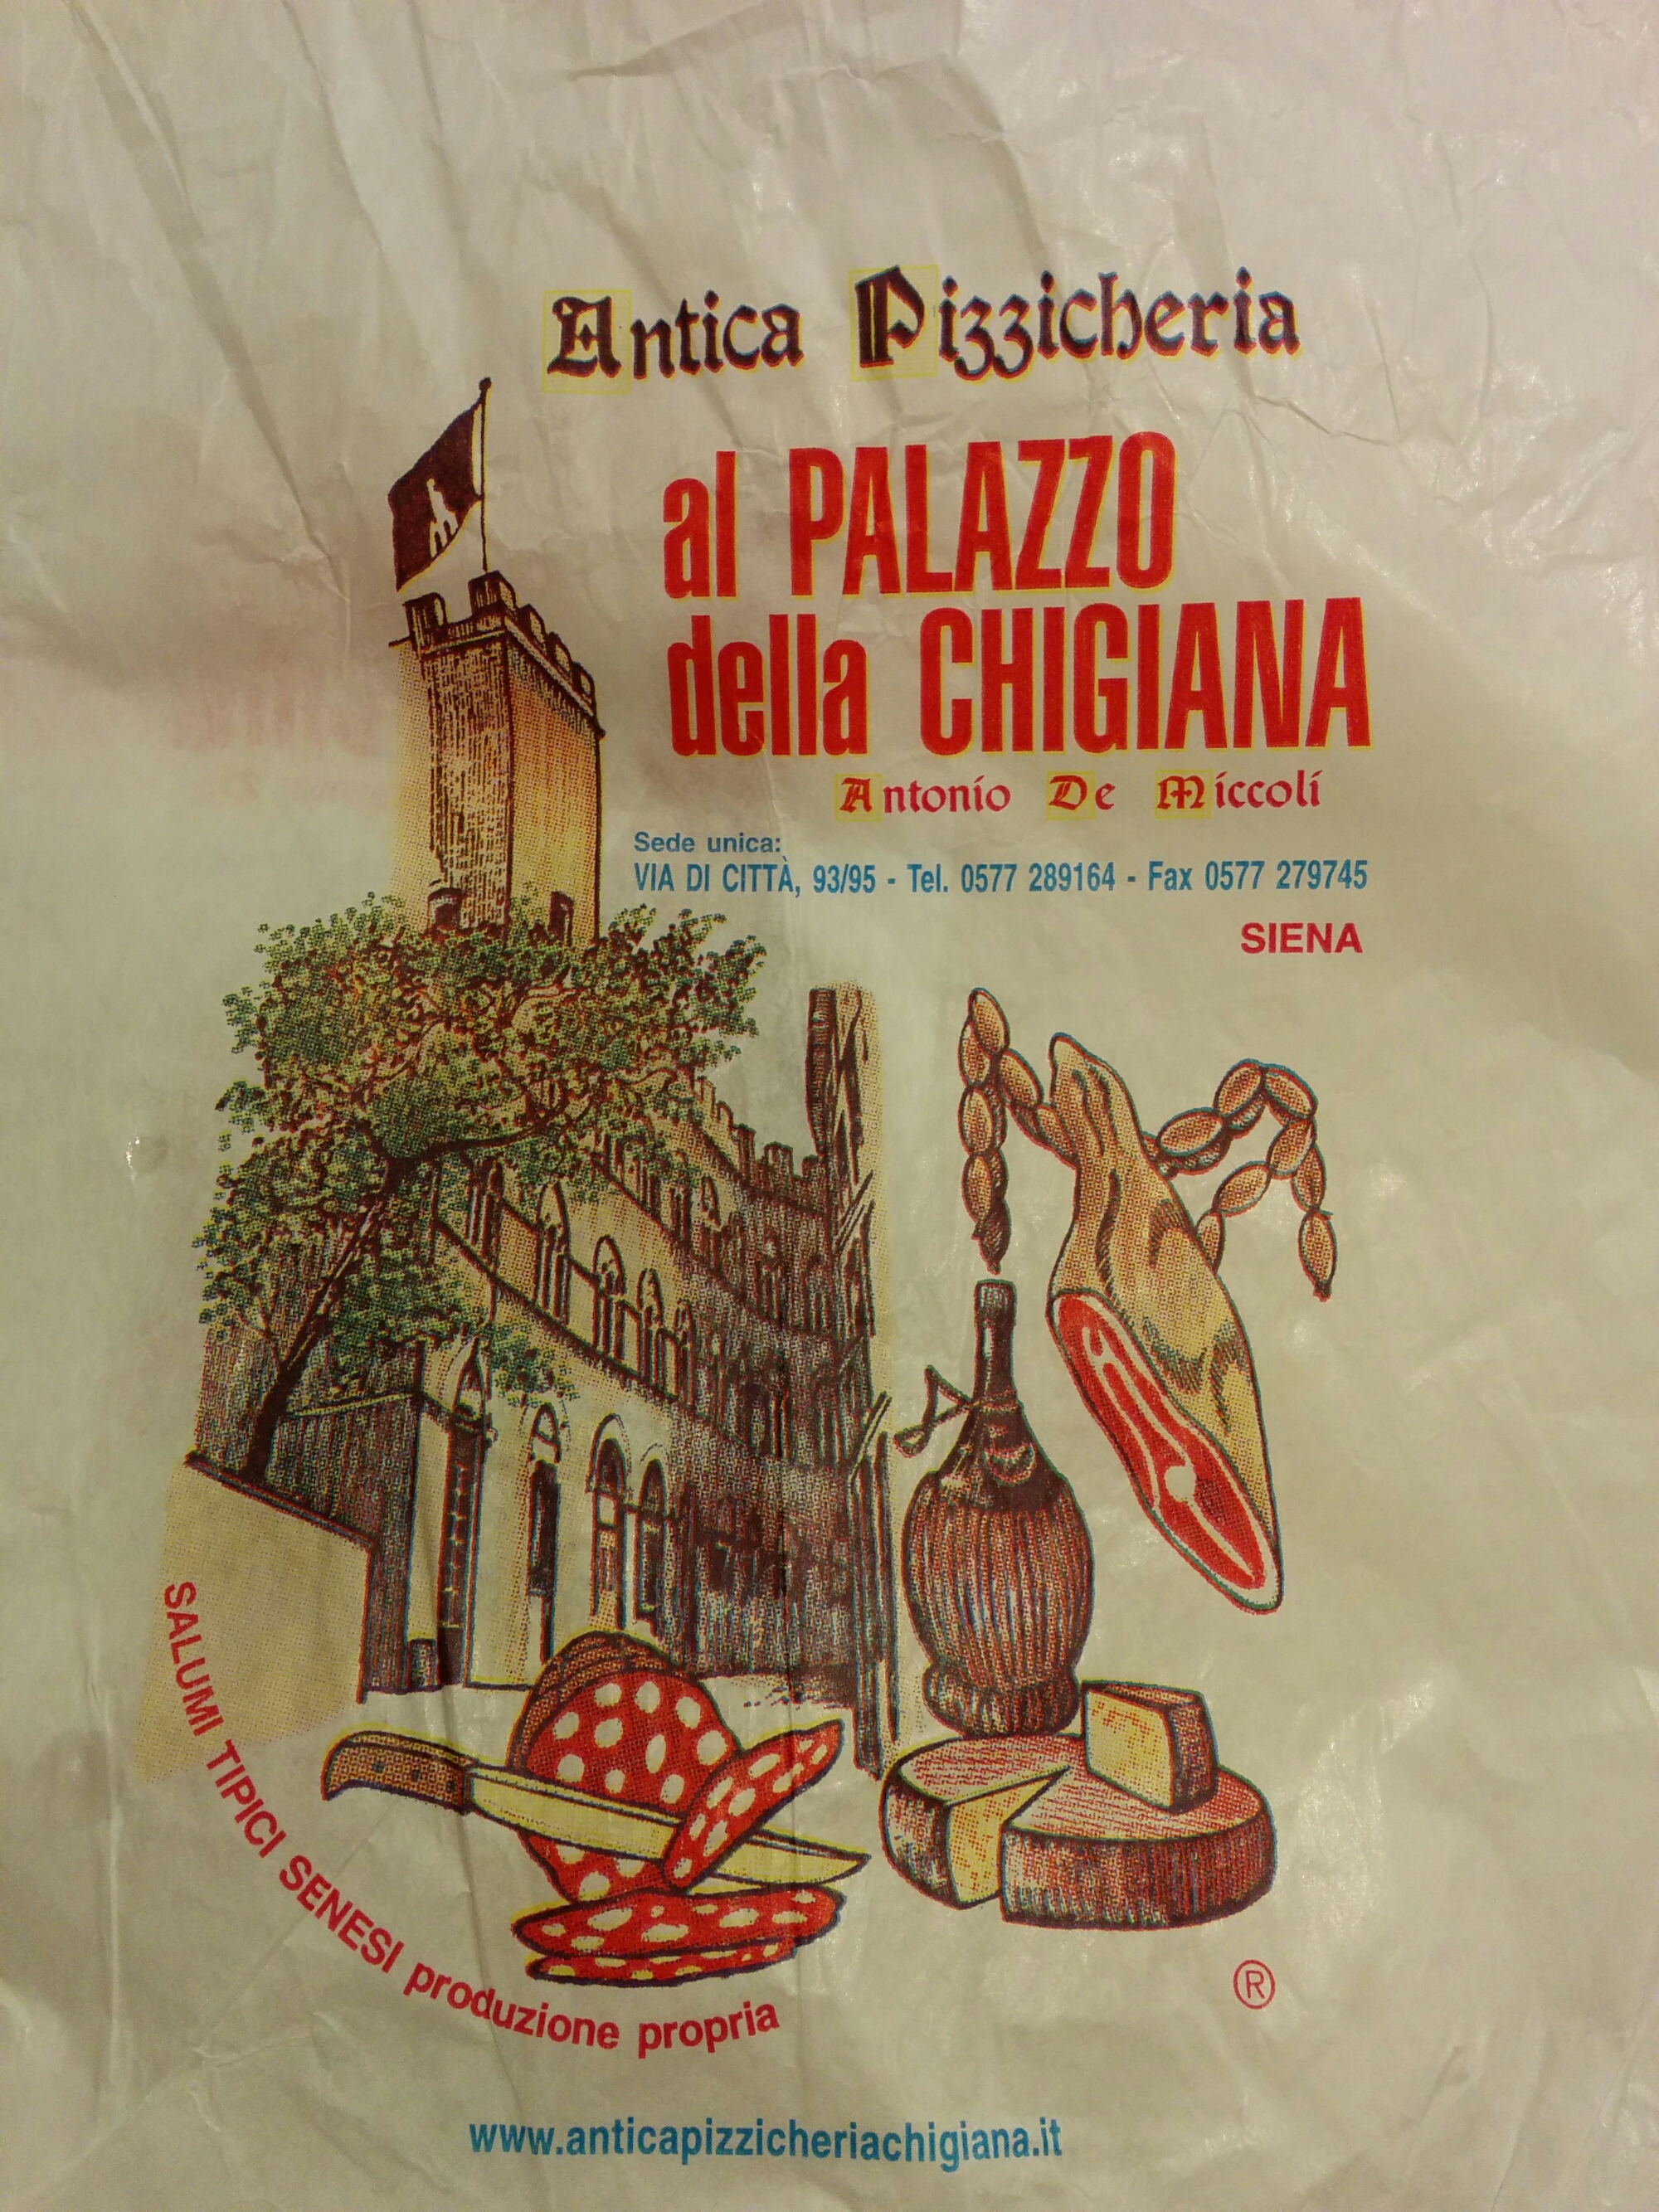 Antica Pizzicheria
al PALAZZO
della CHIGIANA
Antonio De Miccoli
Sede unica:
VIA DI CITTÀ, 93/95 - Tel. 0577 289164 - Fax 0577 279745
SIENA
SALUMI TIPICI SENESI produzione propria
®
www.anticapizzicheriachigiana.it